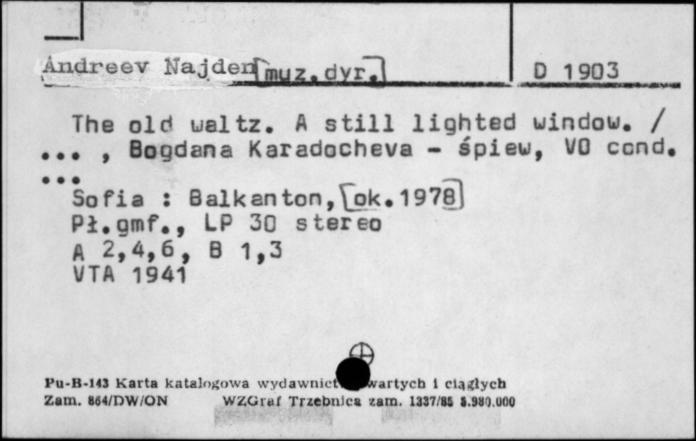 Andreev Najden [muz.dyr.] D 1903
The old waltz. A still lighted window. /
... , Bogdana Karadocheva - śpiew, VO cond.
...
Sofia : Balkanton, [ok.1978]
Pł.gmf., LP 30 stereo
A 2,4,6, B 1,3
VTA 1941
Pu-B-143 Karta katalogowa wydawnict wartych i ciągłych
Zam. 864/DW/ON WZGraf Trzebnica zam. 1337/85 5.980.000